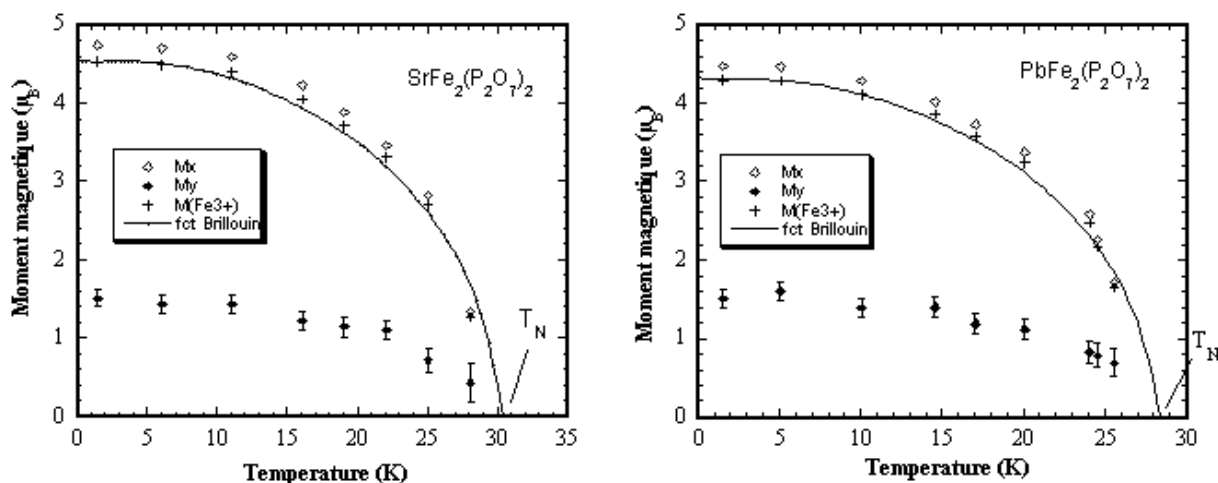 Moment magnetique (μB)
5
4
3
2
1
0
SrFe2(P2O7)2
Mx
My
M(Fe3+)
fct Brillouin
TN
0 5 10 15 20 25 30 35
Temperature (K)
Moment magnetique (μB)
5
4
3
2
1
0
PbFe2(P2O7)2
Mx
My
M(Fe3+)
fct Brillouin
TN
0 5 10 15 20 25 30
Temperature (K)